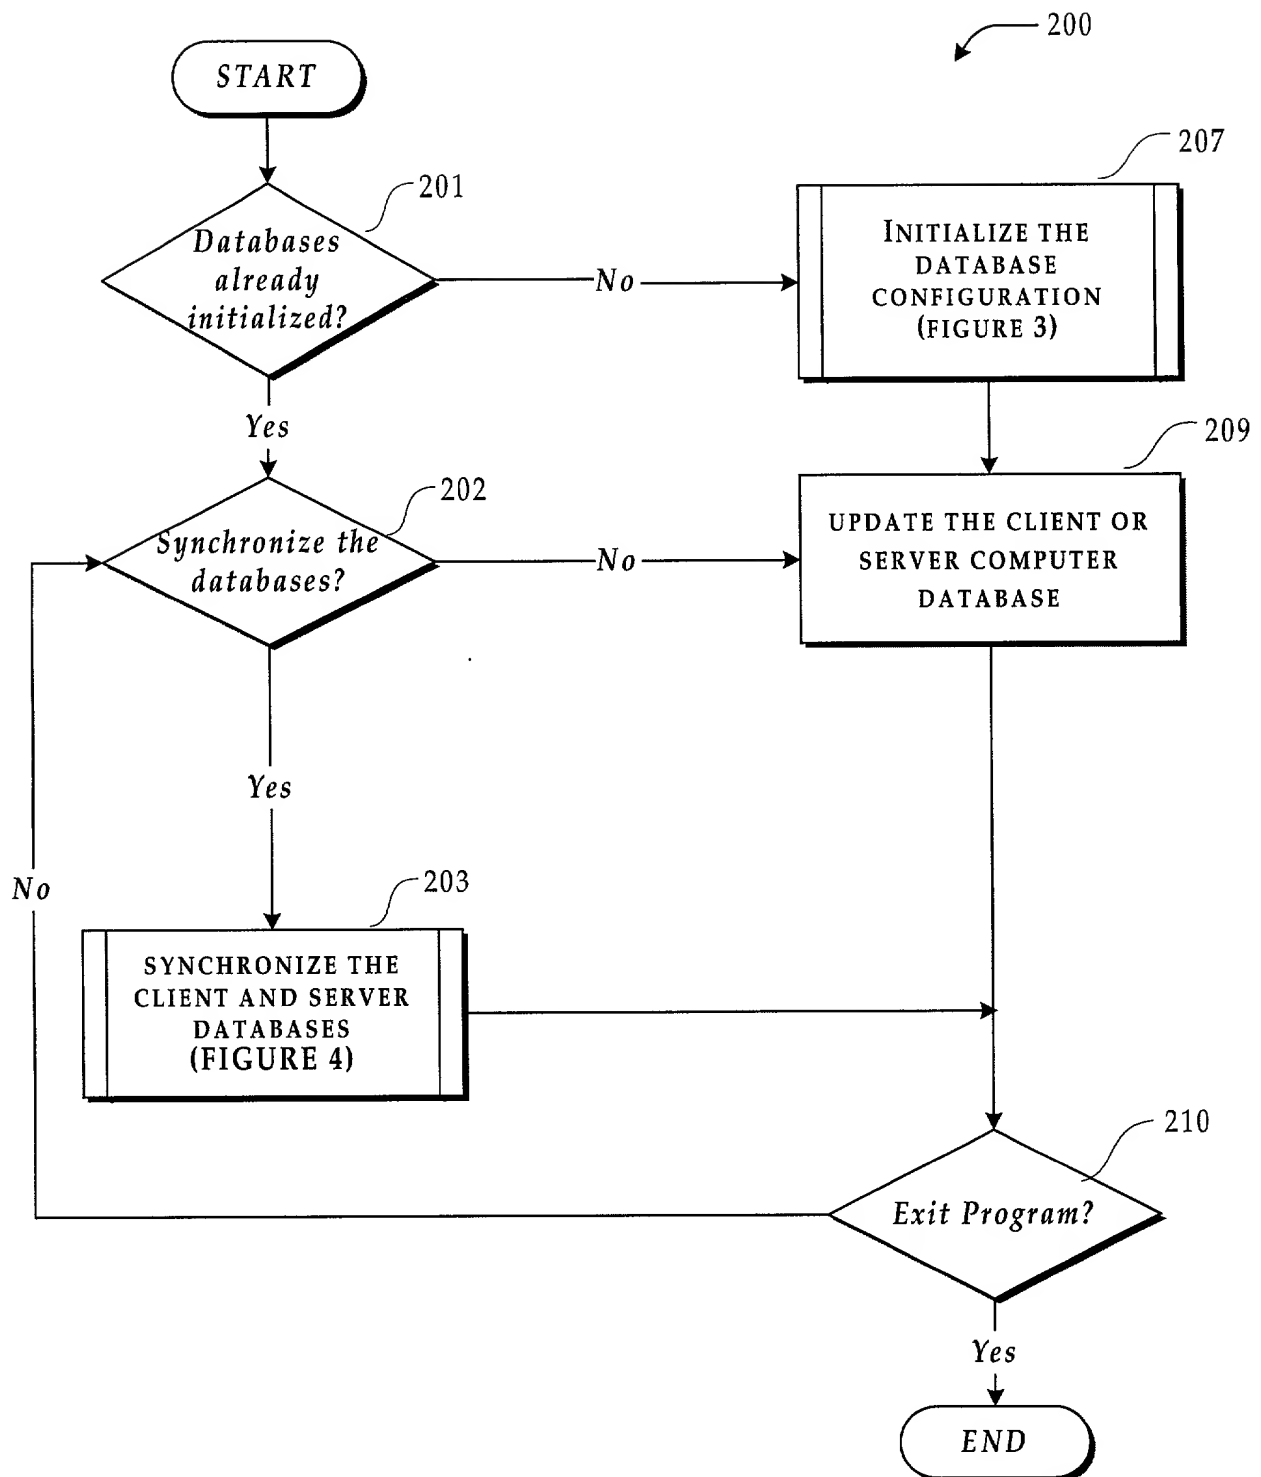 200
START
207
201
Databases
already
initialized?
No
INITIALIZE THE
DATABASE
CONFIGURATION
(FIGURE 3)
Yes
209
202
Synchronize the
databases?
No
UPDATE THE CLIENT OR
SERVER COMPUTER
DATABASE
Yes
No
203
SYNCHRONIZE THE
CLIENT AND SERVER
DATABASES
(FIGURE 4)
210
Exit Program?
Yes
END